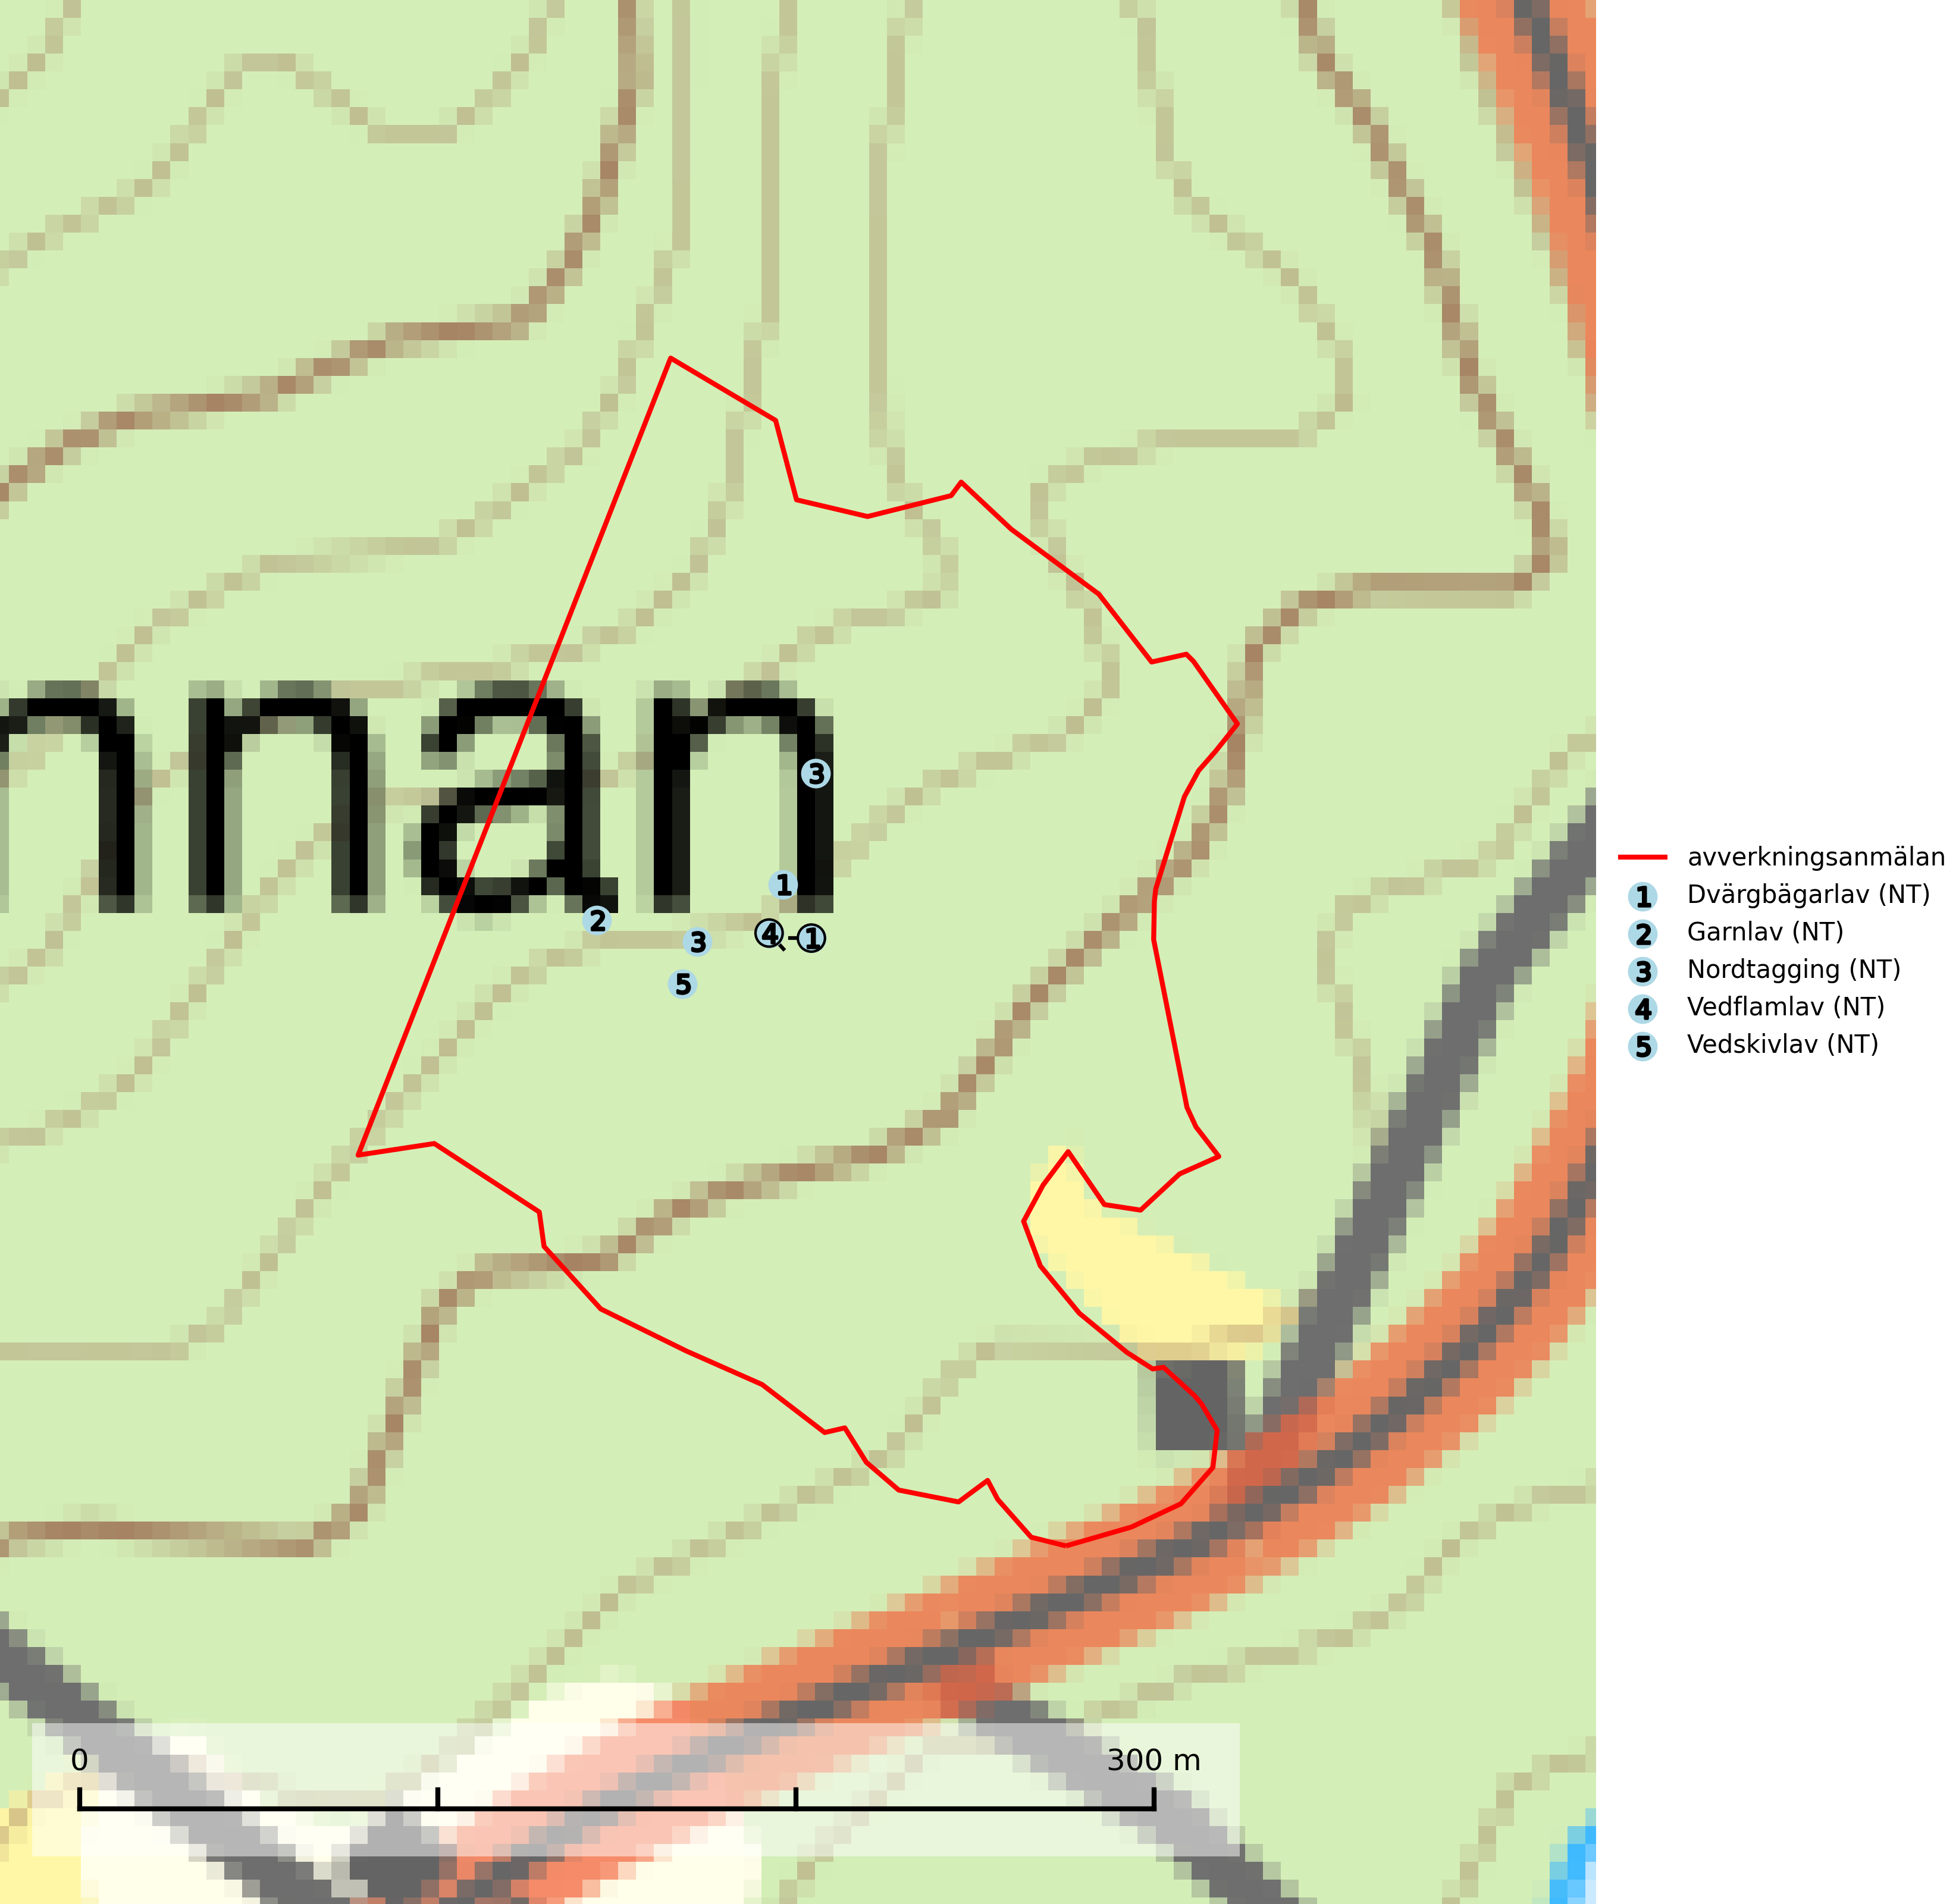 nnan
3
1
2
3
4-1
5
avverkningsanmälan
1 Dvärgbägarlav (NT)
2 Garnlav (NT)
3 Nordtagging (NT)
4 Vedflamlav (NT)
5 Vedskivlav (NT)
0 300 m